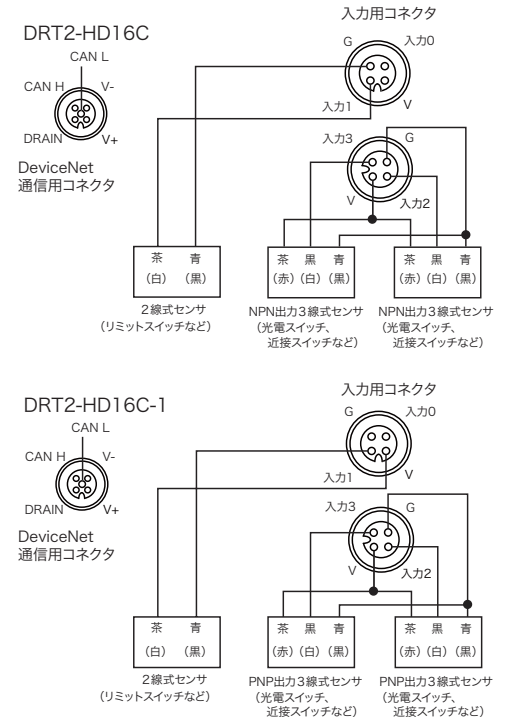 DRT2-HD16C
CAN L
CAN H
V-
DRAIN
V+
DeviceNet
通信用コネクタ
入力用コネクタ
G
入力0
入力1
V
入力3
G
V
入力2
茶
青
(白)
(黒)
2線式センサ
(リミットスイッチなど)
茶 黒 青
(赤) (白) (黒)
NPN出力3線式センサ
(光電スイッチ、
近接スイッチなど)
茶 黒 青
(赤) (白) (黒)
NPN出力3線式センサ
(光電スイッチ、
近接スイッチなど)
DRT2-HD16C-1
CAN L
CAN H
V-
DRAIN
V+
DeviceNet
通信用コネクタ
入力用コネクタ
G
入力0
入力1
V
入力3
G
V
入力2
茶
青
(白)
(黒)
2線式センサ
(リミットスイッチなど)
茶 黒 青
(赤) (白) (黒)
PNP出力3線式センサ
(光電スイッチ、
近接スイッチなど)
茶 黒 青
(赤) (白) (黒)
PNP出力3線式センサ
(光電スイッチ、
近接スイッチなど)